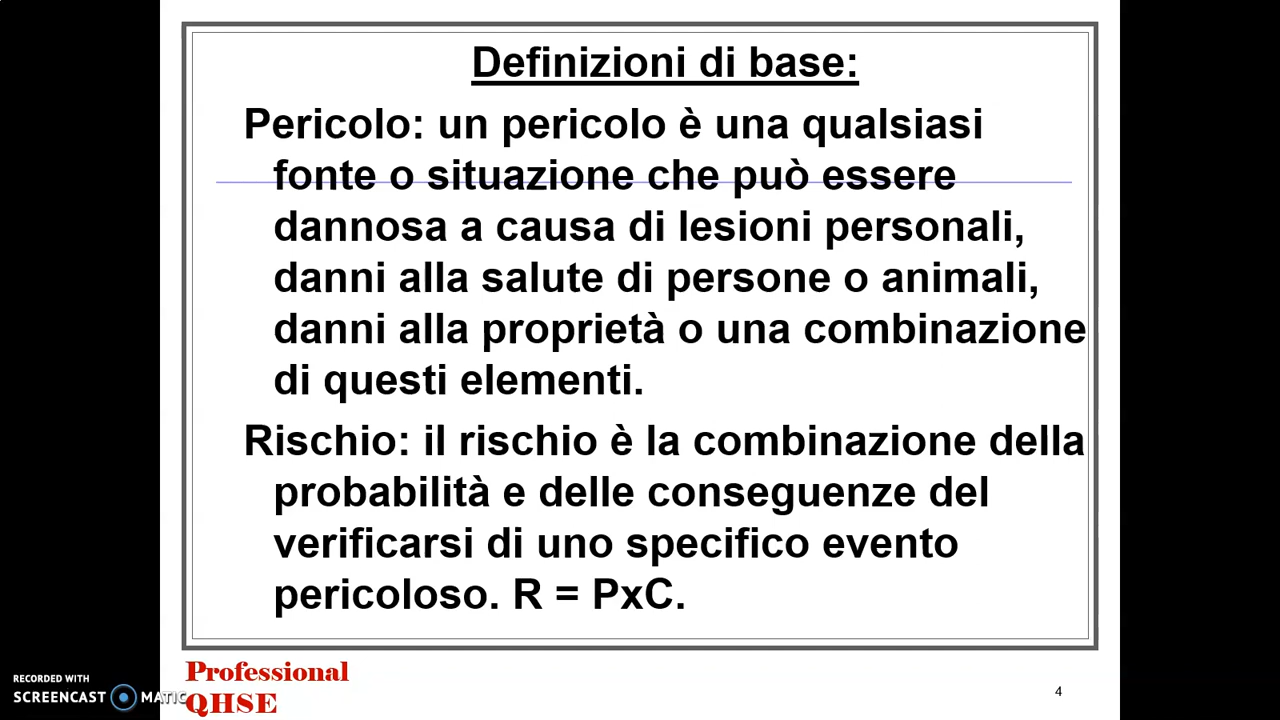 Definizioni di base:
Pericolo: un pericolo è una qualsiasi
fonte o situazione che può essere
dannosa a causa di lesioni personali,
danni alla salute di persone o animali,
danni alla proprietà o una combinazione
di questi elementi.
Rischio: il rischio è la combinazione della
probabilità e delle conseguenze del
verificarsi di uno specifico evento
pericoloso. R = PxC.
Professional
QHSE
4
RECORDED WITH
SCREENCAST MATIC